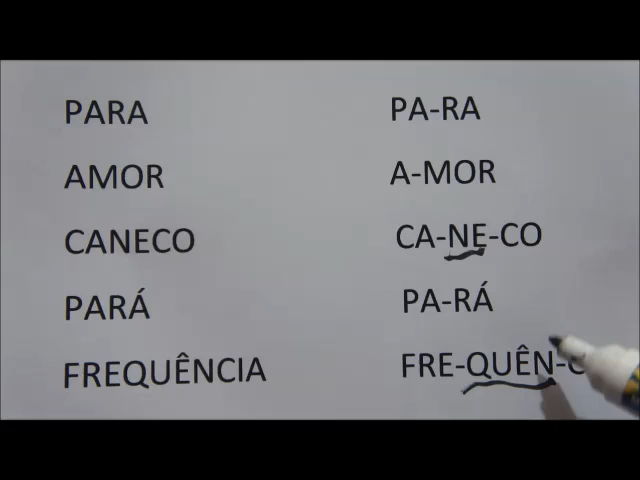 PARA PA-RA
AMOR A-MOR
CANECO CA-NE-CO
PARÁ PA-RÁ
FREQUÊNCIA FRE-QUÊN-C